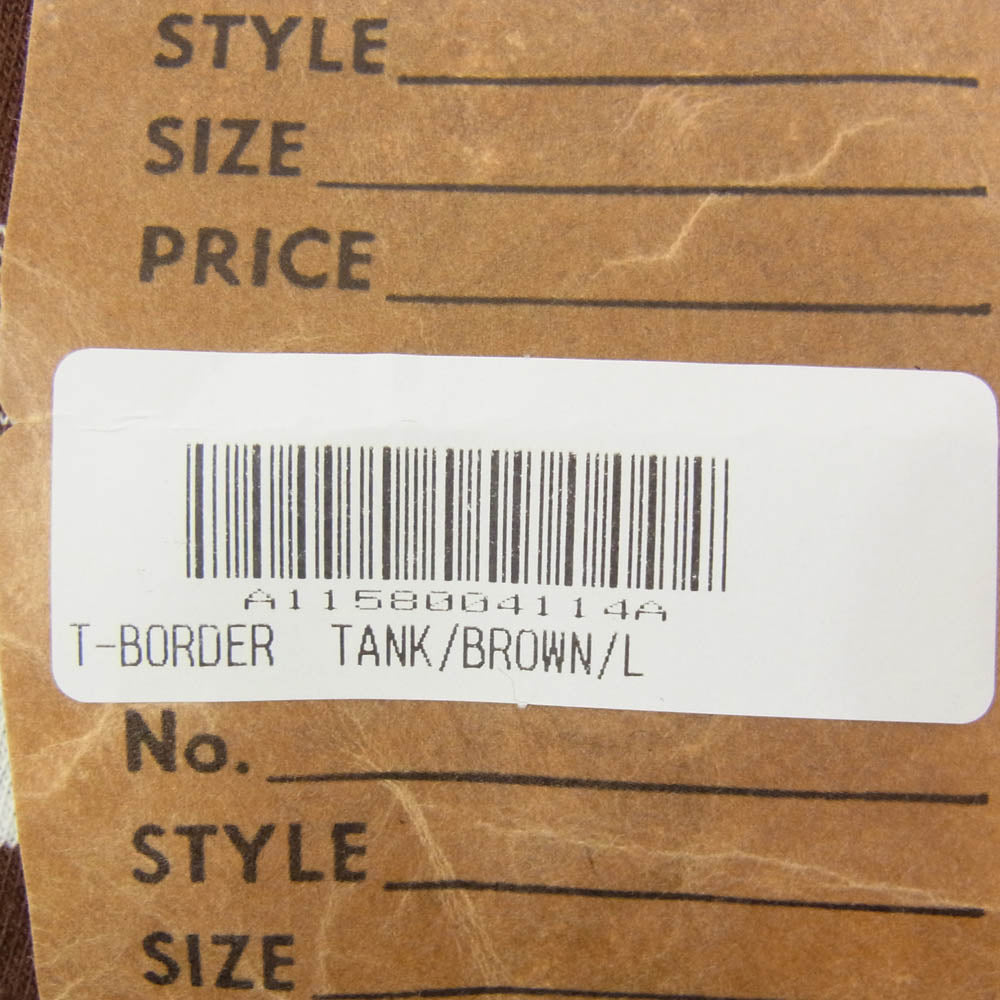 STYLE
SIZE
PRICE
A1158004114A
T-BORDER TANK/BROWN/L
No.
STYLE
SIZE